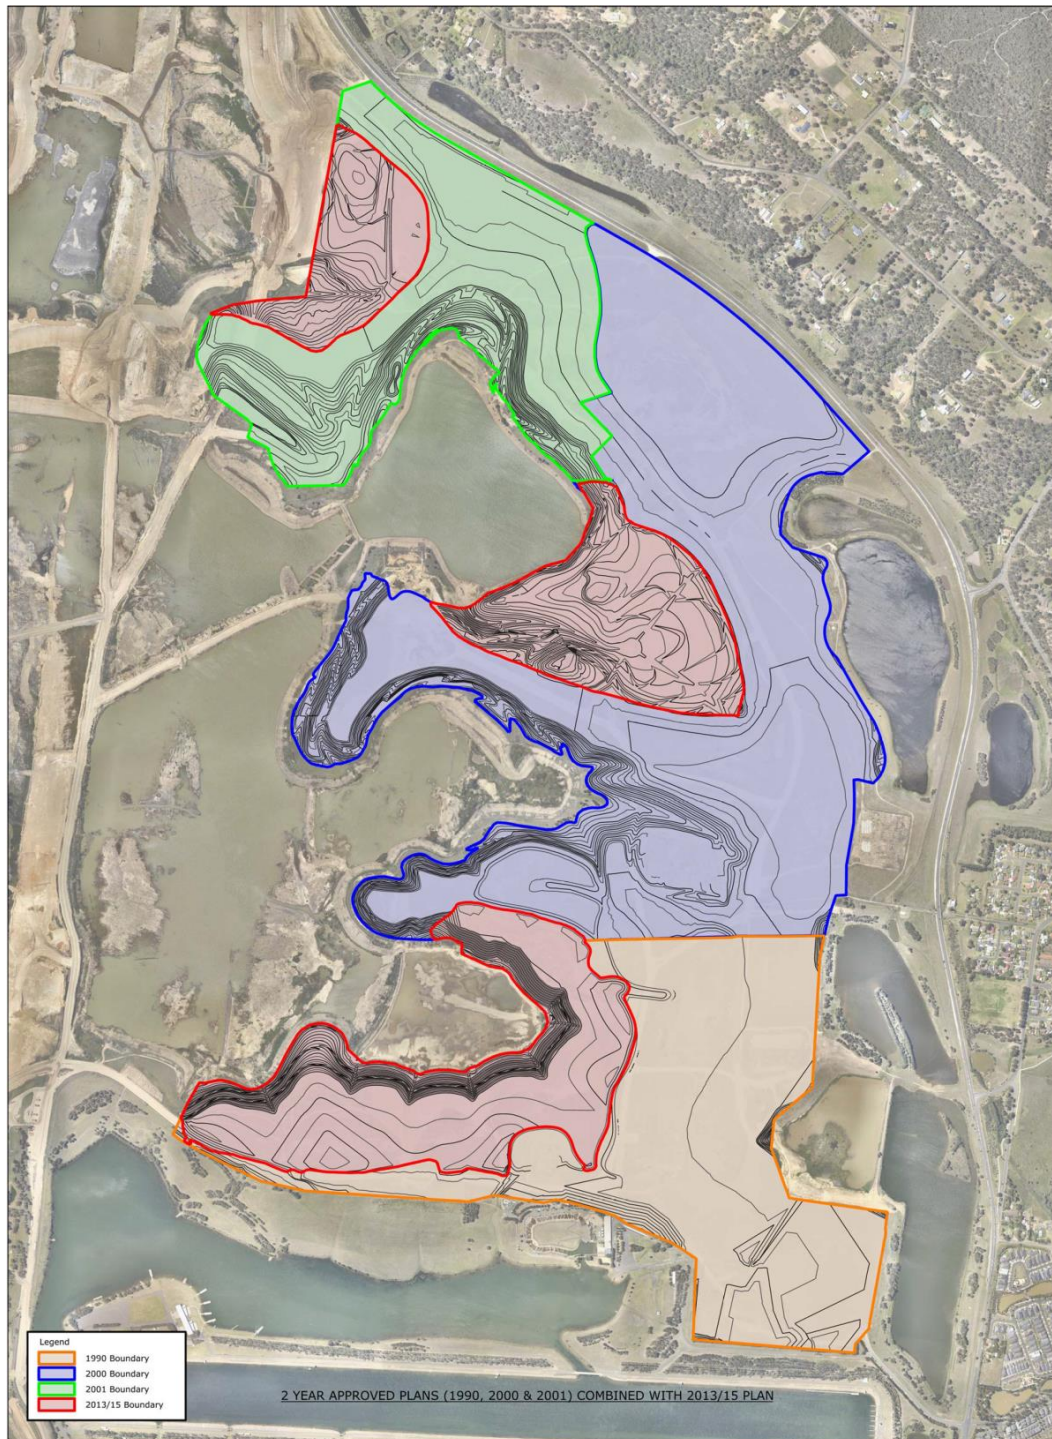 Legend
1990 Boundary
2000 Boundary
2001 Boundary
2013/15 Boundary
2 YEAR APPROVED PLANS (1990, 2000 & 2001) COMBINED WITH 2013/15 PLAN